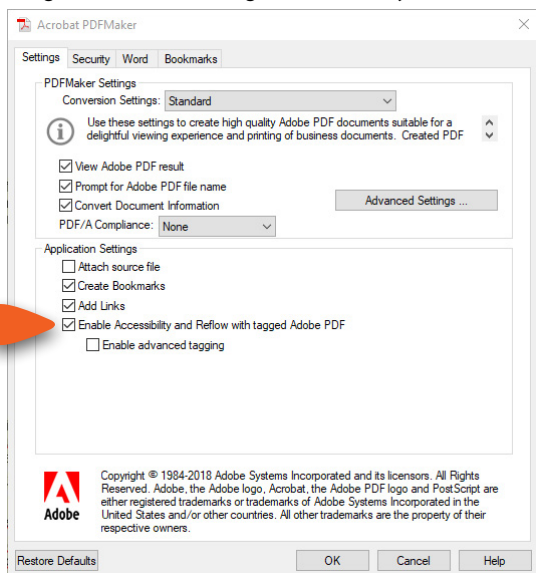 Acrobat PDFMaker
Settings Security Word Bookmarks
PDFMaker Settings
Conversion Settings: Standard
Use these settings to create high quality Adobe PDF documents suitable for a
delightful viewing experience and printing of business documents. Created PDF
View Adobe PDF result
Prompt for Adobe PDF file name
Convert Document Information
Advanced Settings ...
PDF/A Compliance: None
Application Settings
Attach source file
Create Bookmarks
Add Links
Enable Accessibility and Reflow with tagged Adobe PDF
Enable advanced tagging
Copyright © 1984-2018 Adobe Systems Incorporated and its licensors. All Rights
Reserved. Adobe, the Adobe logo, Acrobat, the Adobe PDF logo and PostScript are
either registered trademarks or trademarks of Adobe Systems Incorporated in the
United States and/or other countries. All other trademarks are the property of their
respective owners.
Adobe
Restore Defaults OK Cancel Help